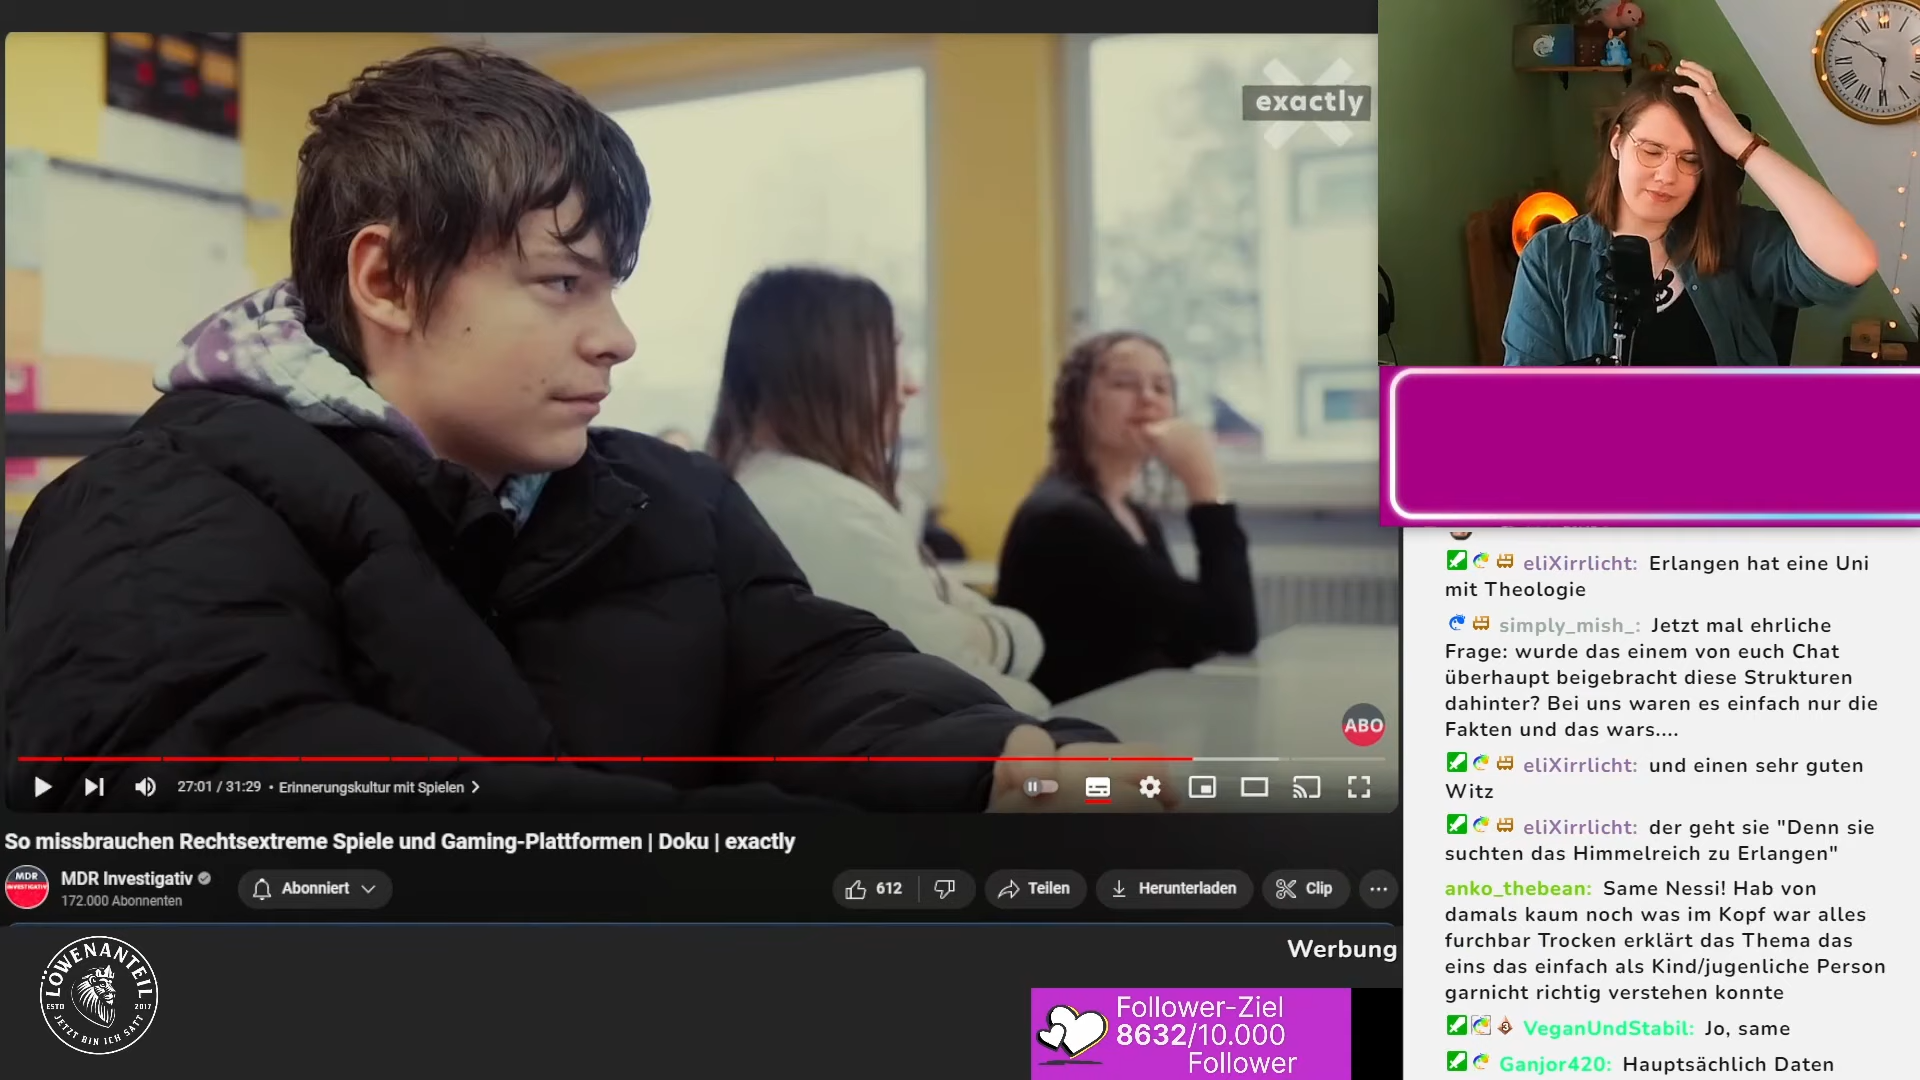 exactly
ABO
27:01 / 31:29 • Erinnerungskultur mit Spielen
So missbrauchen Rechtsextreme Spiele und Gaming-Plattformen | Doku | exactly
MDR
INVESTIGATIV
MDR Investigativ
172.000 Abonnenten
Abonniert
612
Teilen
Herunterladen
Clip
LÖWENANTEIL
ESTD 2017
JETZT BIN ICH SATT
Werbung
Follower-Ziel
8632/10.000
Follower
eliXirrlicht: Erlangen hat eine Uni
mit Theologie
simply_mish_: Jetzt mal ehrliche
Frage: wurde das einem von euch Chat
überhaupt beigebracht diese Strukturen
dahinter? Bei uns waren es einfach nur die
Fakten und das wars....
eliXirrlicht: und einen sehr guten
Witz
eliXirrlicht: der geht sie "Denn sie
suchten das Himmelreich zu Erlangen"
anko_thebean: Same Nessi! Hab von
damals kaum noch was im Kopf war alles
furchbar Trocken erklärt das Thema das
eins das einfach als Kind/jugenliche Person
garnicht richtig verstehen konnte
VeganUndStabil: Jo, same
Ganjor420: Hauptsächlich Daten